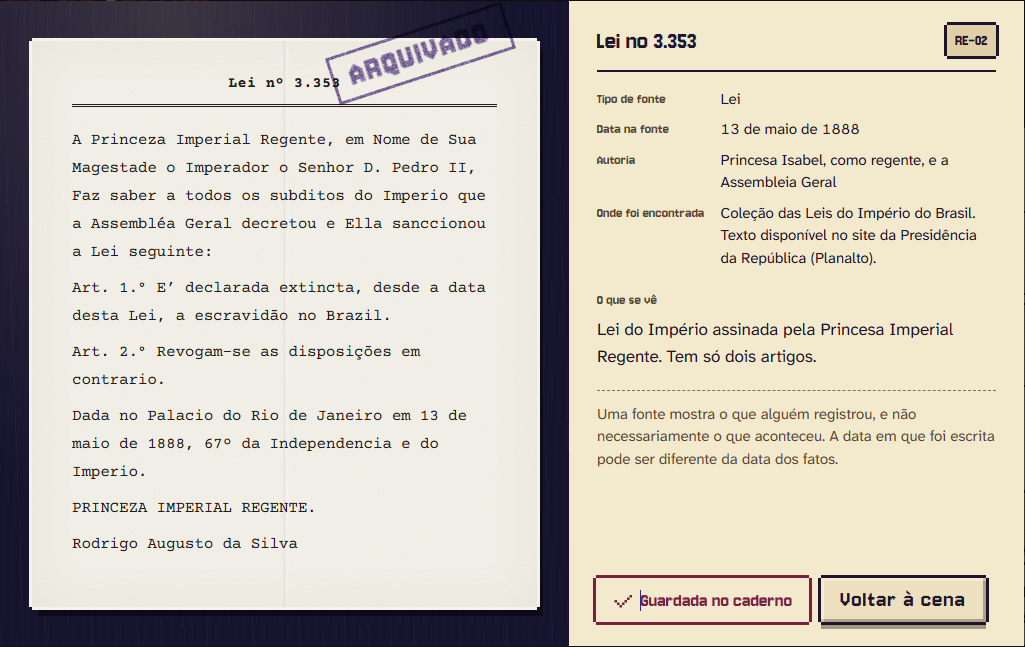 ARQUIVADO
Lei nº 3.353
A Princeza Imperial Regente, em Nome de Sua
Magestade o Imperador o Senhor D. Pedro II,
Faz saber a todos os subditos do Imperio que
a Assembléa Geral decretou e Ella sanccionou
a Lei seguinte:
Art. 1.º E’ declarada extincta, desde a data
desta Lei, a escravidão no Brazil.
Art. 2.º Revogam-se as disposições em
contrario.
Dada no Palacio do Rio de Janeiro em 13 de
maio de 1888, 67º da Independencia e do
Imperio.
PRINCEZA IMPERIAL REGENTE.
Rodrigo Augusto da Silva
Lei no 3.353
RE-02
Tipo de fonte Lei
Data na fonte 13 de maio de 1888
Autoria Princesa Isabel, como regente, e a
Assembleia Geral
Onde foi encontrada Coleção das Leis do Império do Brasil.
Texto disponível no site da Presidência
da República (Planalto).
O que se vê
Lei do Império assinada pela Princesa Imperial
Regente. Tem só dois artigos.
Uma fonte mostra o que alguém registrou, e não
necessariamente o que aconteceu. A data em que foi escrita
pode ser diferente da data dos fatos.
Guardada no caderno
Voltar à cena